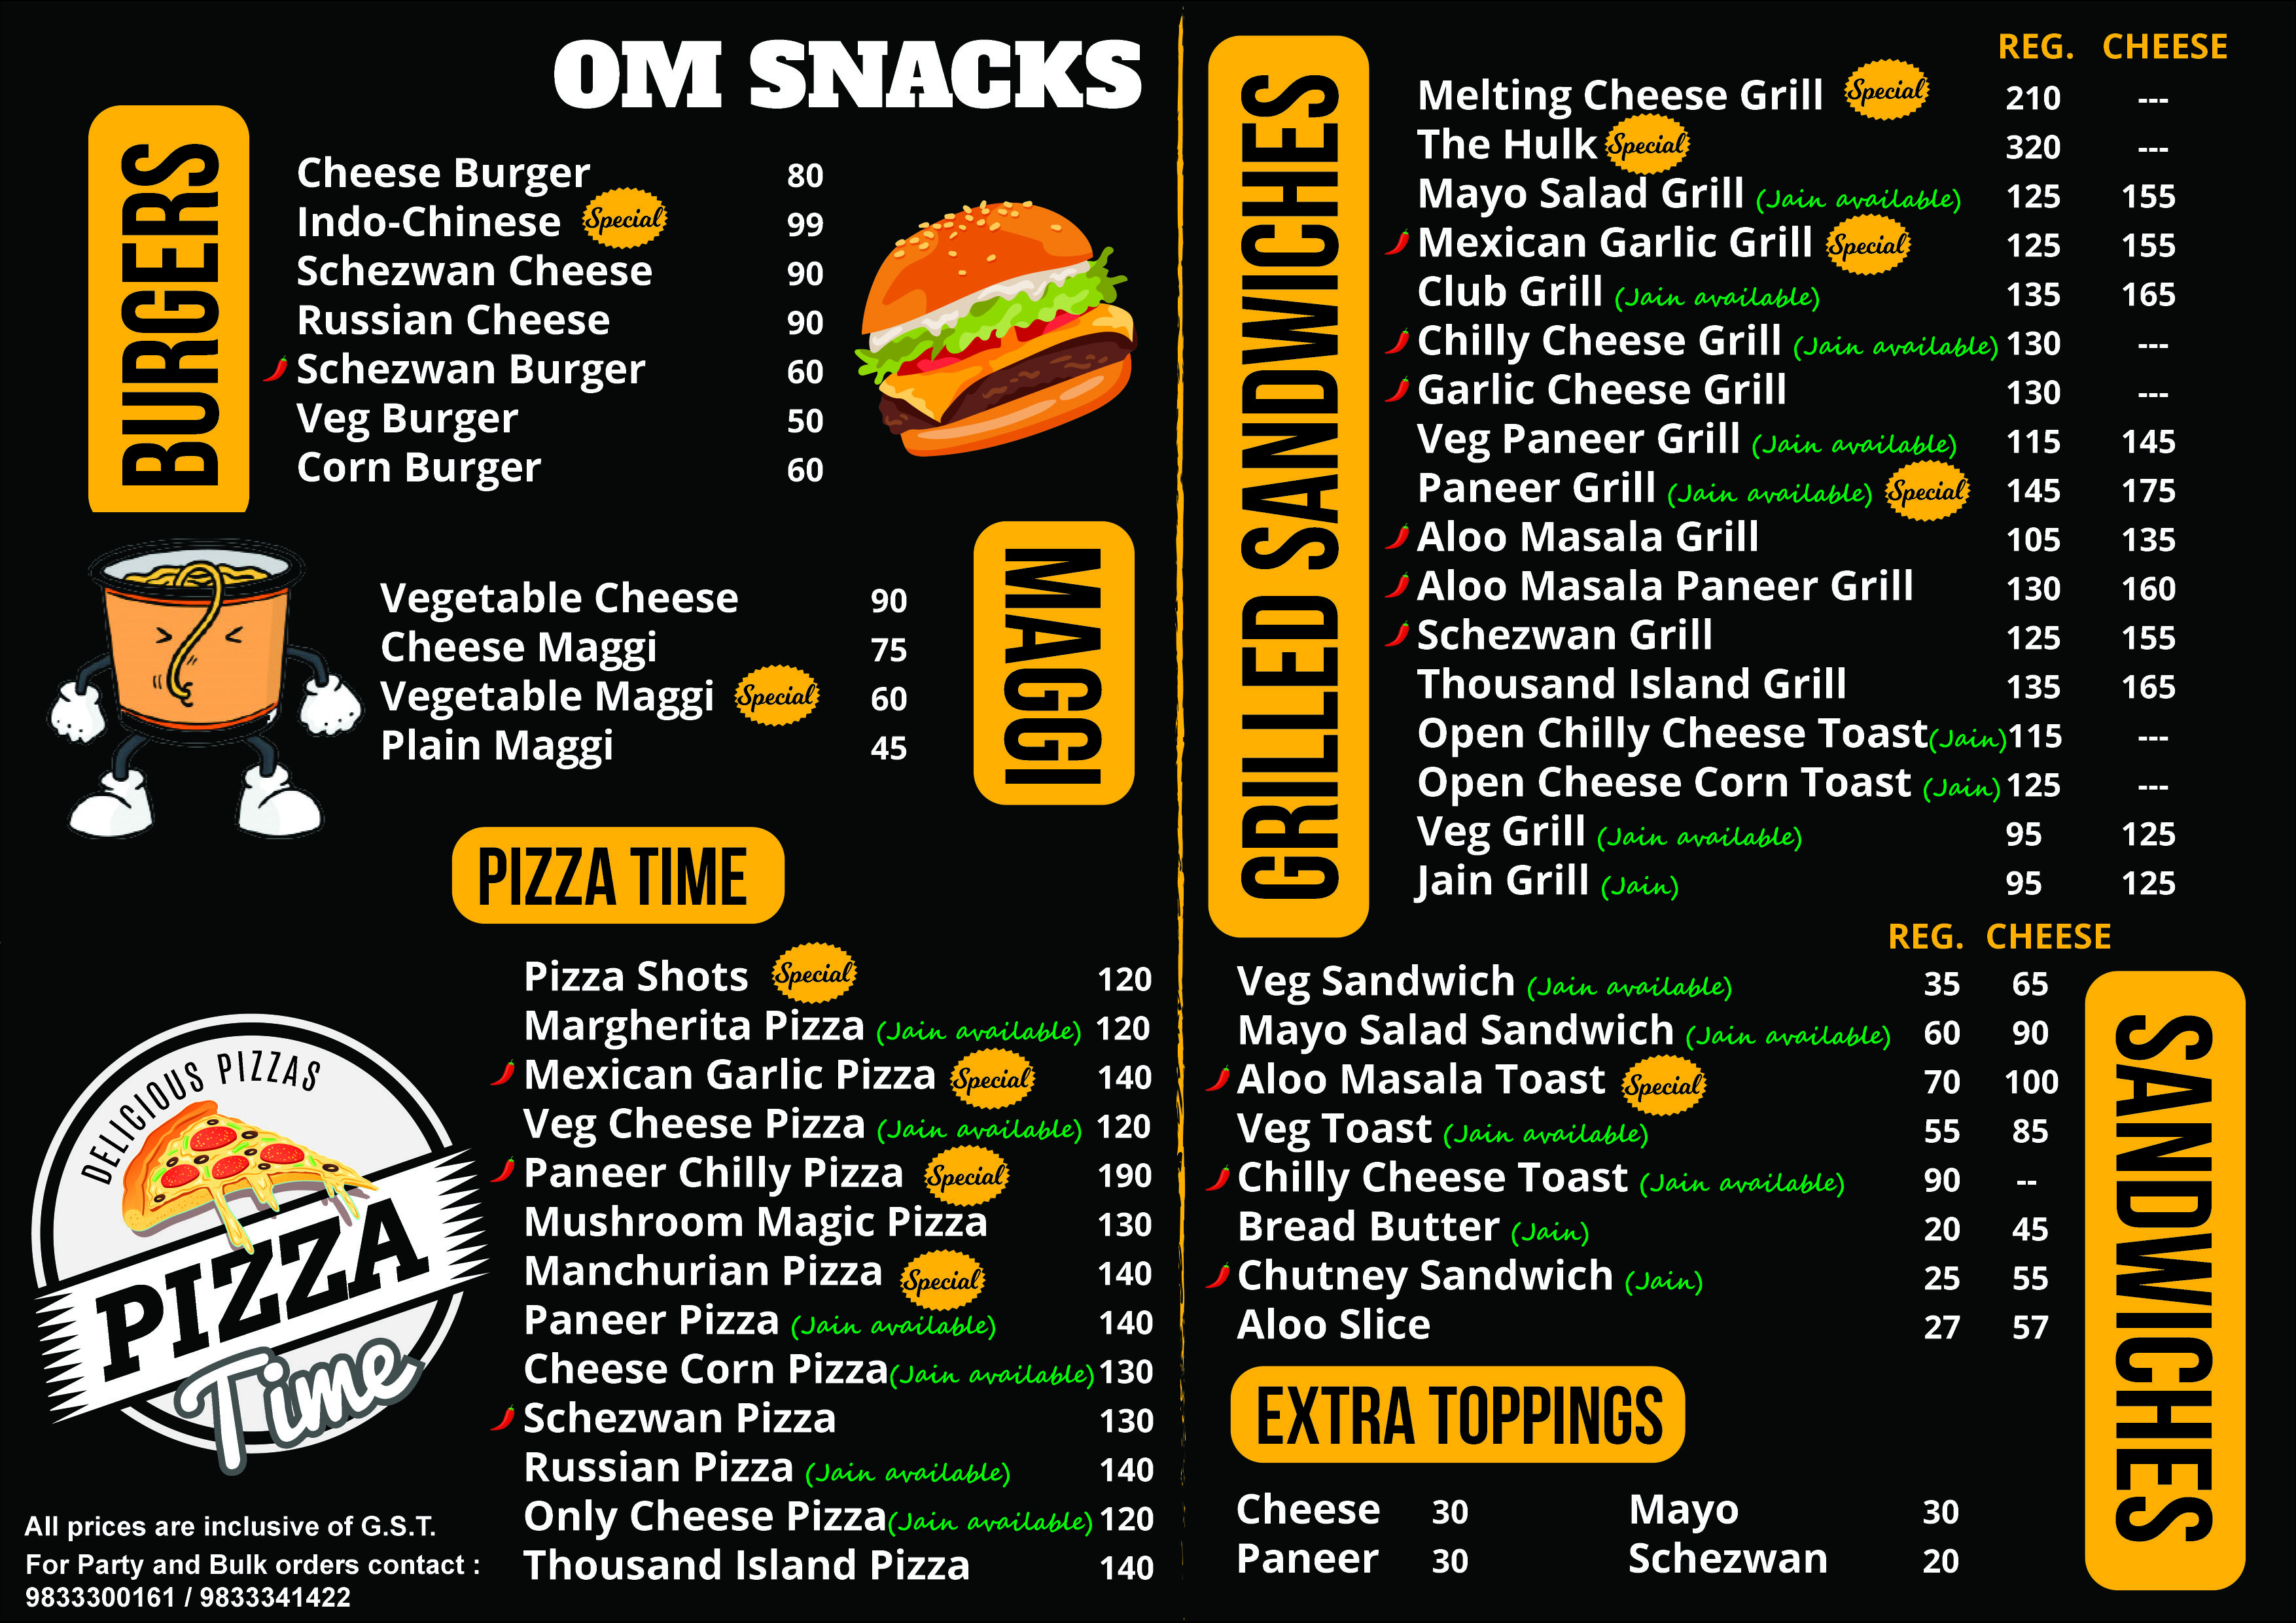 OM SNACKS
BURGERS
Cheese Burger 80
Indo-Chinese Special 99
Schezwan Cheese 90
Russian Cheese 90
Schezwan Burger 60
Veg Burger 50
Corn Burger 60
MAGGI
Vegetable Cheese 90
Cheese Maggi 75
Vegetable Maggi Special 60
Plain Maggi 45
PIZZA TIME
Pizza Shots Special 120
Margherita Pizza (Jain available) 120
Mexican Garlic Pizza Special 140
Veg Cheese Pizza (Jain available) 120
Paneer Chilly Pizza Special 190
Mushroom Magic Pizza 130
Manchurian Pizza Special 140
Paneer Pizza (Jain available) 140
Cheese Corn Pizza (Jain available) 130
Schezwan Pizza 130
Russian Pizza (Jain available) 140
Only Cheese Pizza (Jain available) 120
Thousand Island Pizza 140
DELICIOUS PIZZAS
PIZZA
Time
All prices are inclusive of G.S.T.
For Party and Bulk orders contact :
9833300161 / 9833341422
GRILLED SANDWICHES
REG. CHEESE
Melting Cheese Grill Special 210 ---
The Hulk Special 320 ---
Mayo Salad Grill (Jain available) 125 155
Mexican Garlic Grill Special 125 155
Club Grill (Jain available) 135 165
Chilly Cheese Grill (Jain available) 130 ---
Garlic Cheese Grill 130 ---
Veg Paneer Grill (Jain available) 115 145
Paneer Grill (Jain available) Special 145 175
Aloo Masala Grill 105 135
Aloo Masala Paneer Grill 130 160
Schezwan Grill 125 155
Thousand Island Grill 135 165
Open Chilly Cheese Toast (Jain) 115 ---
Open Cheese Corn Toast (Jain) 125 ---
Veg Grill (Jain available) 95 125
Jain Grill (Jain) 95 125
SANDWICHES
REG. CHEESE
Veg Sandwich (Jain available) 35 65
Mayo Salad Sandwich (Jain available) 60 90
Aloo Masala Toast Special 70 100
Veg Toast (Jain available) 55 85
Chilly Cheese Toast (Jain available) 90 --
Bread Butter (Jain) 20 45
Chutney Sandwich (Jain) 25 55
Aloo Slice 27 57
EXTRA TOPPINGS
Cheese 30 Mayo 30
Paneer 30 Schezwan 20